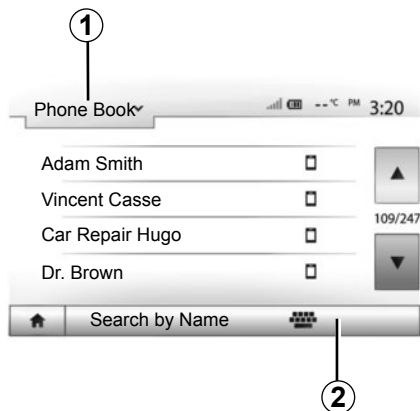 1
Phone Book
--°C PM 3:20
Adam Smith
Vincent Casse
Car Repair Hugo
109/247
Dr. Brown
Search by Name
2